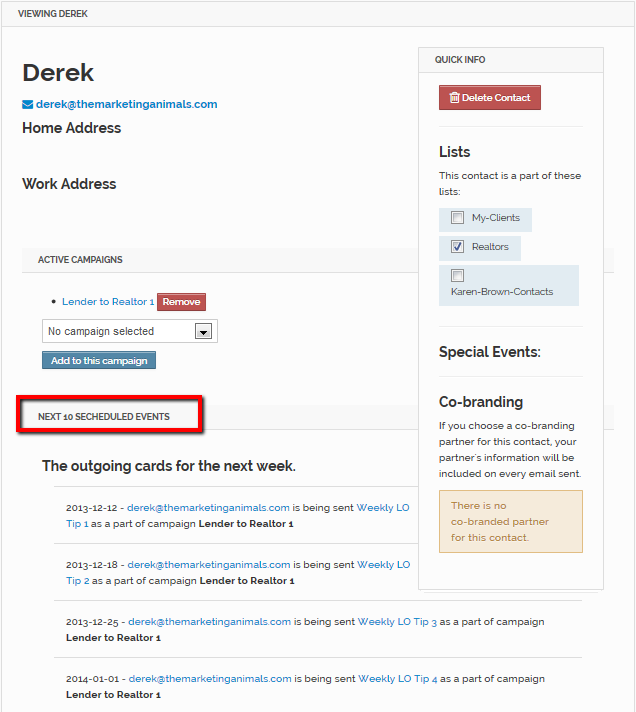 VIEWING DEREK
Derek
derek@themarketinganimals.com
Home Address
Work Address
ACTIVE CAMPAIGNS
Lender to Realtor 1 Remove
No campaign selected
Add to this campaign
NEXT 10 SECHEDULED EVENTS
The outgoing cards for the next week.
2013-12-12 - derek@themarketinganimals.com is being sent Weekly LO
Tip 1 as a part of campaign Lender to Realtor 1
2013-12-18 - derek@themarketinganimals.com is being sent Weekly LO
Tip 2 as a part of campaign Lender to Realtor 1
2013-12-25 - derek@themarketinganimals.com is being sent Weekly LO Tip 3 as a part of campaign
Lender to Realtor 1
2014-01-01 - derek@themarketinganimals.com is being sent Weekly LO Tip 4 as a part of campaign
Lender to Realtor 1
QUICK INFO
Delete Contact
Lists
This contact is a part of these
lists:
My-Clients
Realtors
Karen-Brown-Contacts
Special Events:
Co-branding
If you choose a co-branding
partner for this contact, your
partner's information will be
included on every email sent.
There is no
co-branded partner
for this contact.